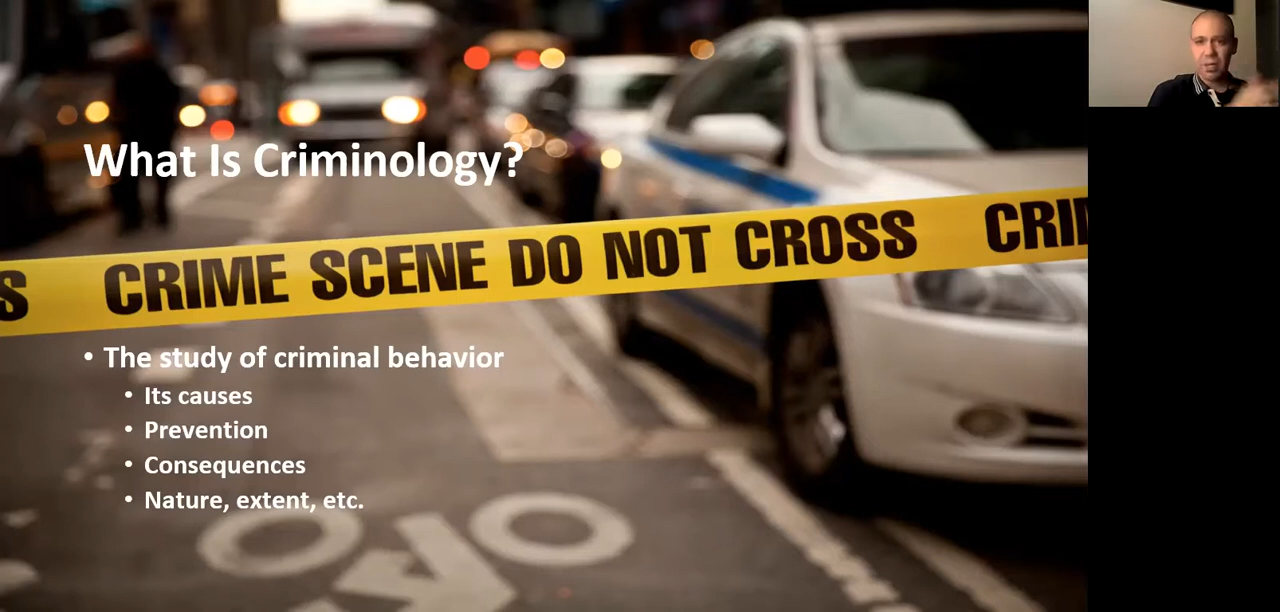 What Is Criminology?
S CRIME SCENE DO NOT CROSS CRI
• The study of criminal behavior
• Its causes
• Prevention
• Consequences
• Nature, extent, etc.